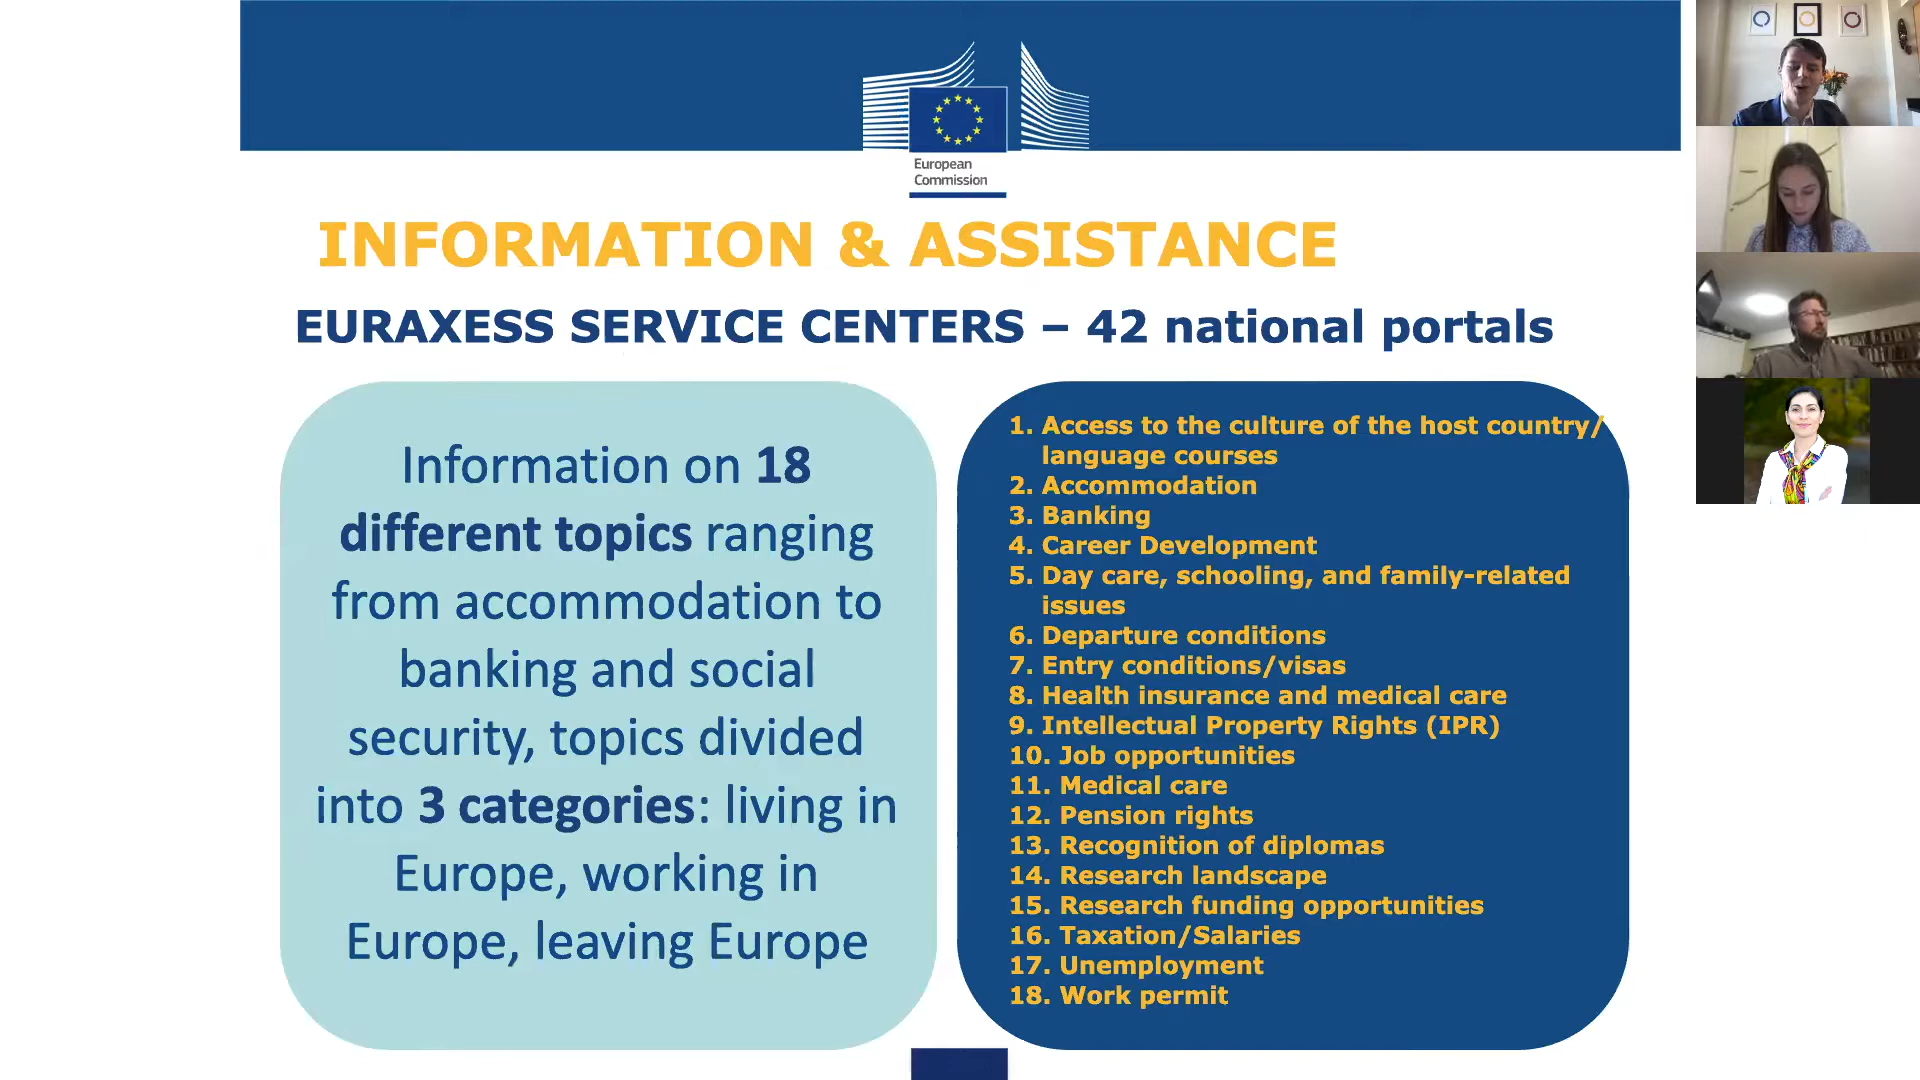 European
Commission
INFORMATION & ASSISTANCE
EURAXESS SERVICE CENTERS – 42 national portals
Information on 18
different topics ranging
from accommodation to
banking and social
security, topics divided
into 3 categories: living in
Europe, working in
Europe, leaving Europe
1. Access to the culture of the host country/
language courses
2. Accommodation
3. Banking
4. Career Development
5. Day care, schooling, and family-related
issues
6. Departure conditions
7. Entry conditions/visas
8. Health insurance and medical care
9. Intellectual Property Rights (IPR)
10. Job opportunities
11. Medical care
12. Pension rights
13. Recognition of diplomas
14. Research landscape
15. Research funding opportunities
16. Taxation/Salaries
17. Unemployment
18. Work permit